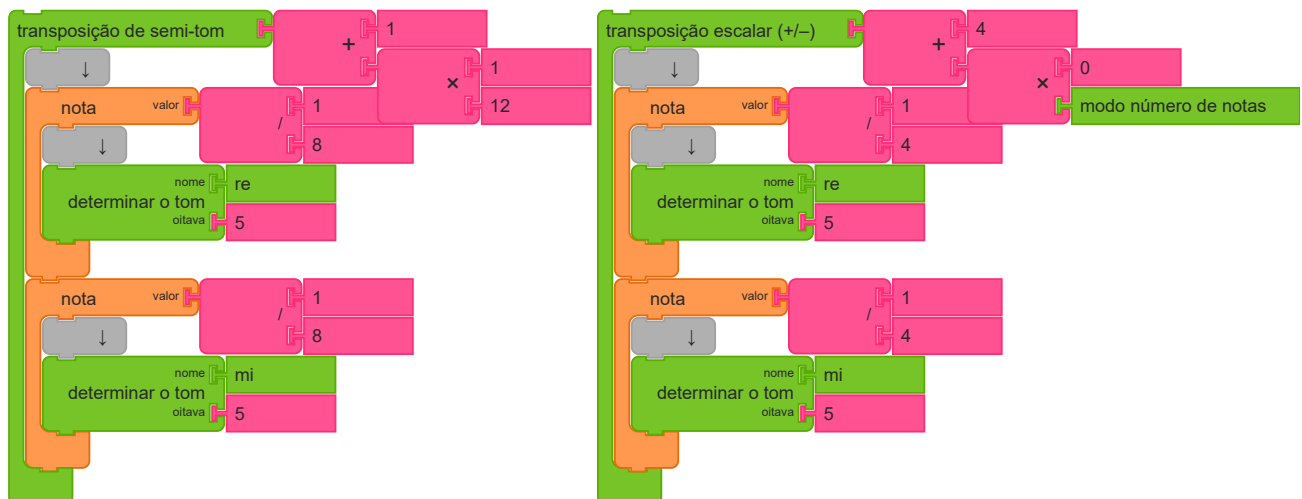 transposição de semi-tom
+
1
×
1
12
↓
nota
valor
/
1
8
↓
nome
re
determinar o tom
oitava
5
nota
valor
/
1
8
↓
nome
mi
determinar o tom
oitava
5
transposição escalar (+/–)
+
4
×
0
modo número de notas
↓
nota
valor
/
1
4
↓
nome
re
determinar o tom
oitava
5
nota
valor
/
1
4
↓
nome
mi
determinar o tom
oitava
5